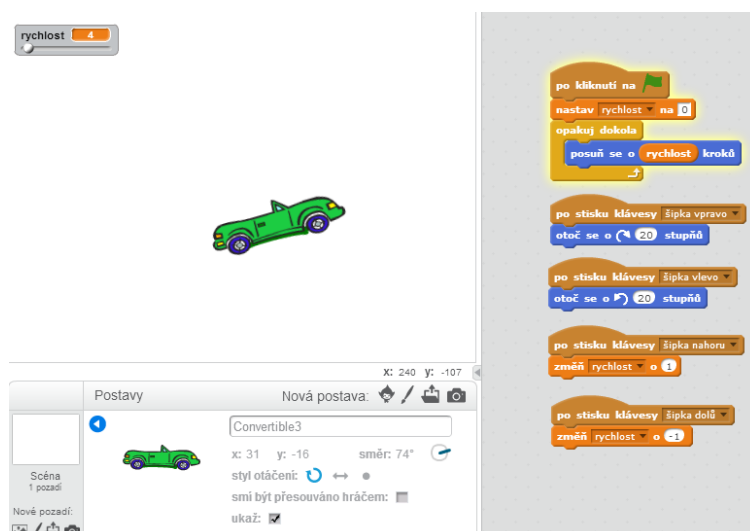 rychlost 4
po kliknutí na
nastav rychlost na 0
opakuj dokola
posuň se o rychlost kroků
po stisku klávesy šipka vpravo
otoč se o 20 stupňů
po stisku klávesy šipka vlevo
otoč se o 20 stupňů
po stisku klávesy šipka nahoru
změň rychlost o 1
po stisku klávesy šipka dolů
změň rychlost o -1
x: 240 y: -107
Postavy Nová postava:
Convertible3
x: 31 y: -16 směr: 74°
styl otáčení:
smí být přesouváno hráčem:
ukaž:
Scéna
1 pozadí
Nové pozadí: